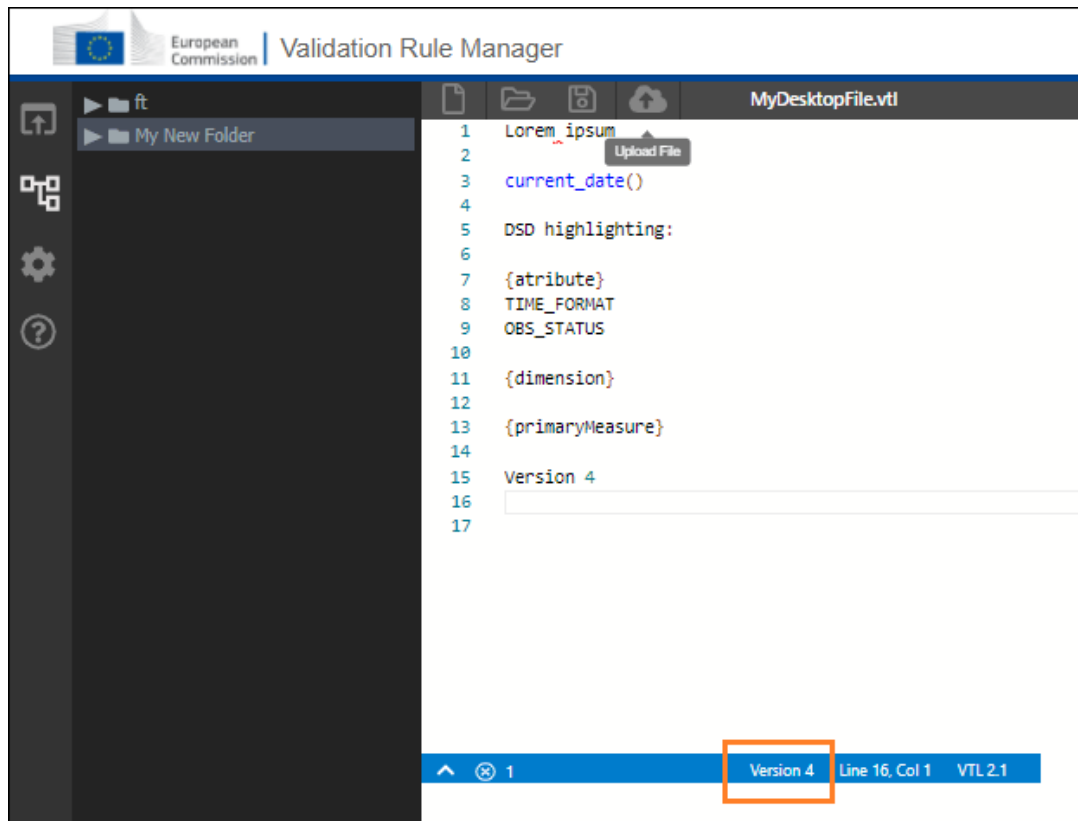 European
Commission
Validation Rule Manager
ft
My New Folder
MyDesktopFile.vtl
Upload File
1 Lorem ipsum
2
3 current_date()
4
5 DSD highlighting:
6
7 {atribute}
8 TIME_FORMAT
9 OBS_STATUS
10
11 {dimension}
12
13 {primaryMeasure}
14
15 Version 4
16
17
1 Version 4 Line 16, Col 1 VTL 2.1